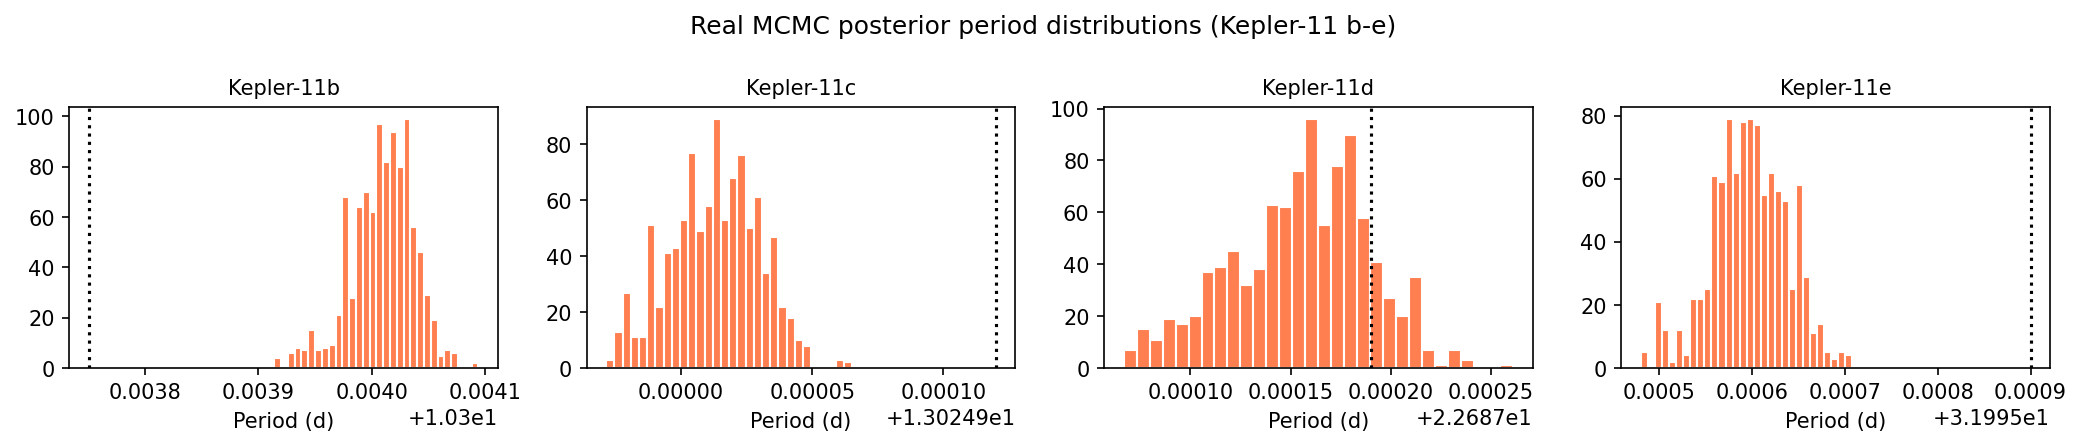 Real MCMC posterior period distributions (Kepler-11 b-e)
Kepler-11b
100
80
60
40
20
0
0.0038 0.0039 0.0040 0.0041
Period (d)
+1.03e1
Kepler-11c
80
60
40
20
0
0.00000 0.00005 0.00010
Period (d)
+1.30249e1
Kepler-11d
100
80
60
40
20
0
0.00010 0.00015 0.00020 0.00025
Period (d)
+2.2687e1
Kepler-11e
80
60
40
20
0
0.0005 0.0006 0.0007 0.0008 0.0009
Period (d)
+3.1995e1